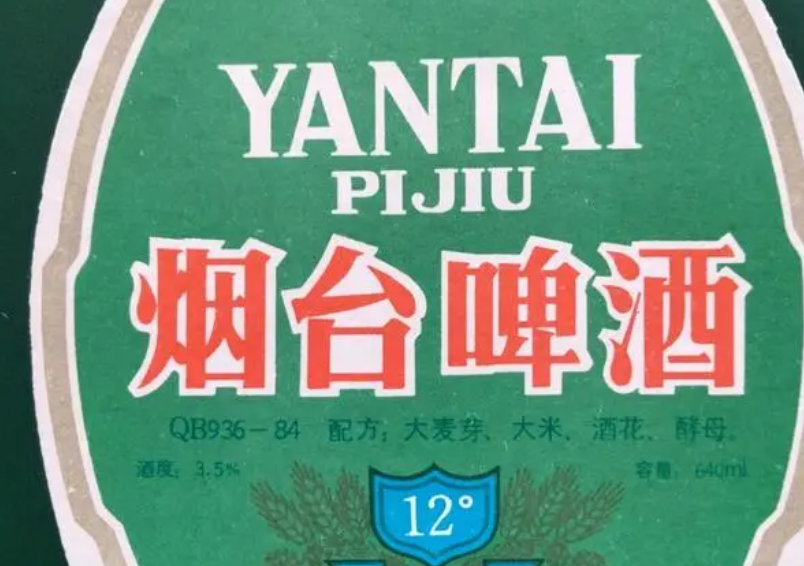 YANTAI
PIJIU
烟台啤酒
QB936-84 配方：大麦芽、大米、酒花、酵母。
酒度：3.5% 容量：640ml
12°